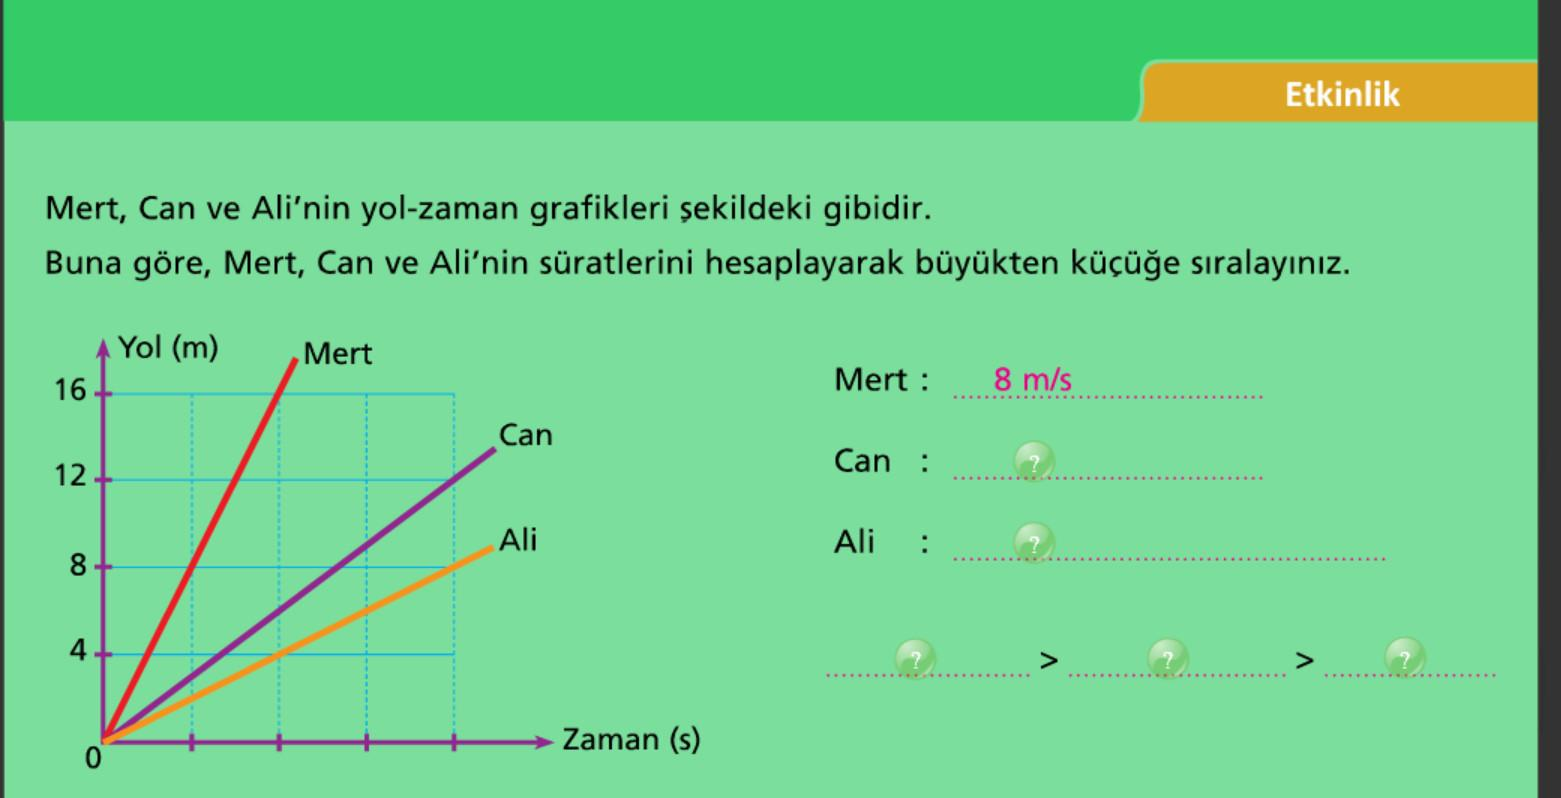 Etkinlik
Mert, Can ve Ali'nin yol-zaman grafikleri şekildeki gibidir.
Buna göre, Mert, Can ve Ali'nin süratlerini hesaplayarak büyükten küçüğe sıralayınız.
Yol (m)
Mert
16
Can
12
Ali
8
4
0
Zaman (s)
Mert : 8 m/s
Can : ?
Ali : ?
? > ? > ?